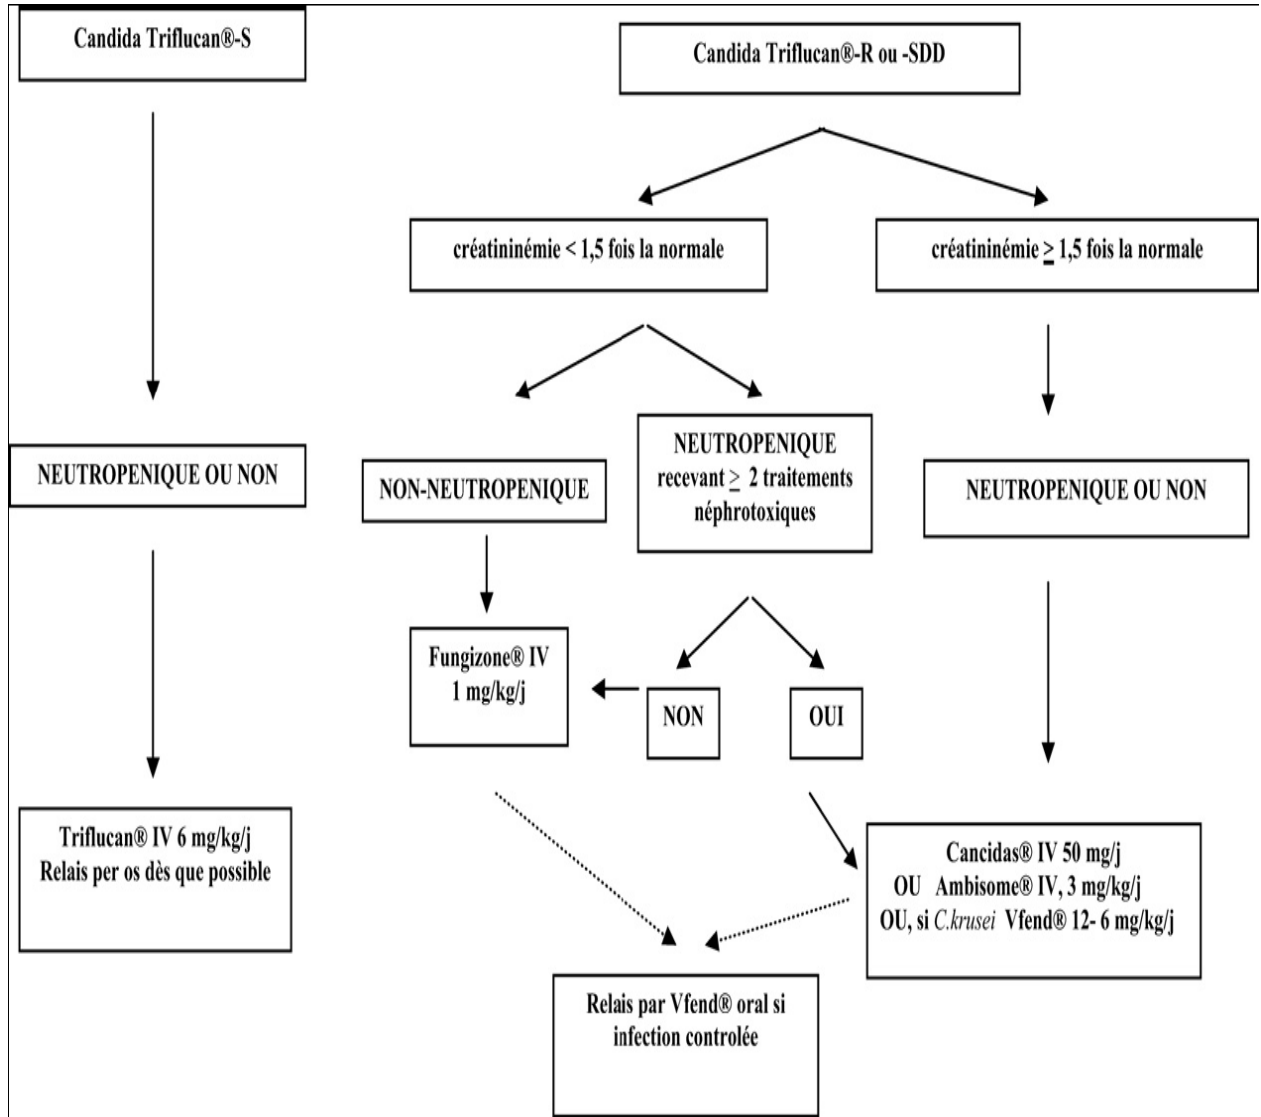 Candida Triflucan®-S
Candida Triflucan®-R ou -SDD
créatininémie < 1,5 fois la normale
créatininémie ≥ 1,5 fois la normale
NEUTROPENIQUE OU NON
NON-NEUTROPENIQUE
NEUTROPENIQUE
recevant ≥ 2 traitements
néphrotoxiques
NEUTROPENIQUE OU NON
Fungizone® IV
1 mg/kg/j
NON
OUI
Triflucan® IV 6 mg/kg/j
Relais per os dès que possible
Cancidas® IV 50 mg/j
OU Ambisome® IV, 3 mg/kg/j
OU, si C.krusei Vfend® 12- 6 mg/kg/j
Relais par Vfend® oral si
infection controlée